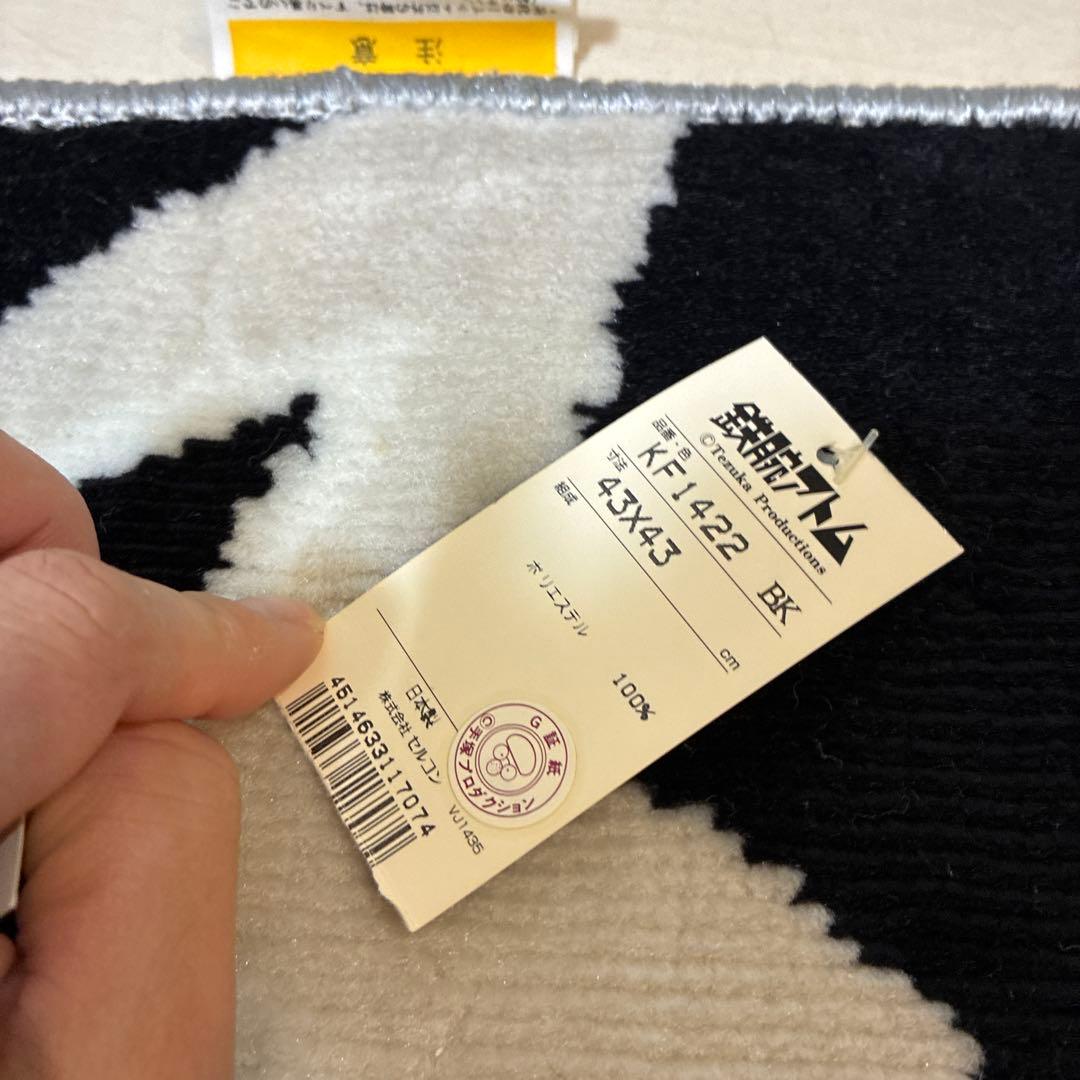 注意
鉄腕アトム
©Tezuka Productions
品番・色
KF1422 BK
寸法
43X43 cm
組成
ポリエステル 100%
日本製
株式会社 セルコン
VJ1435
4514633117074
G証紙
©手塚プロダクション